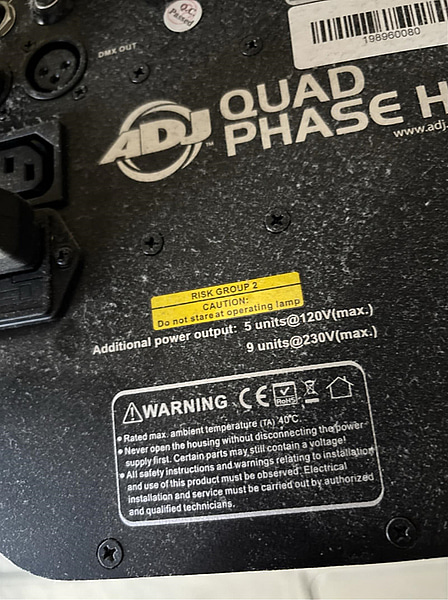 Q.C
Passed
198960080
DMX OUT
ADJ
QUAD
PHASE H
www.adj.
RISK GROUP 2
CAUTION:
Do not stare at operating lamp
Additional power output: 5 units@120V(max.)
9 units@230V(max.)
WARNING CE RoHS
• Rated max. ambient temperature (TA) 40°C.
• Never open the housing without disconnecting the power
supply first. Certain parts may still contain a voltage!
• All safety instructions and warnings relating to installation
and use of this product must be observed. Electrical
installation and service must be carried out by authorized
and qualified technicians.